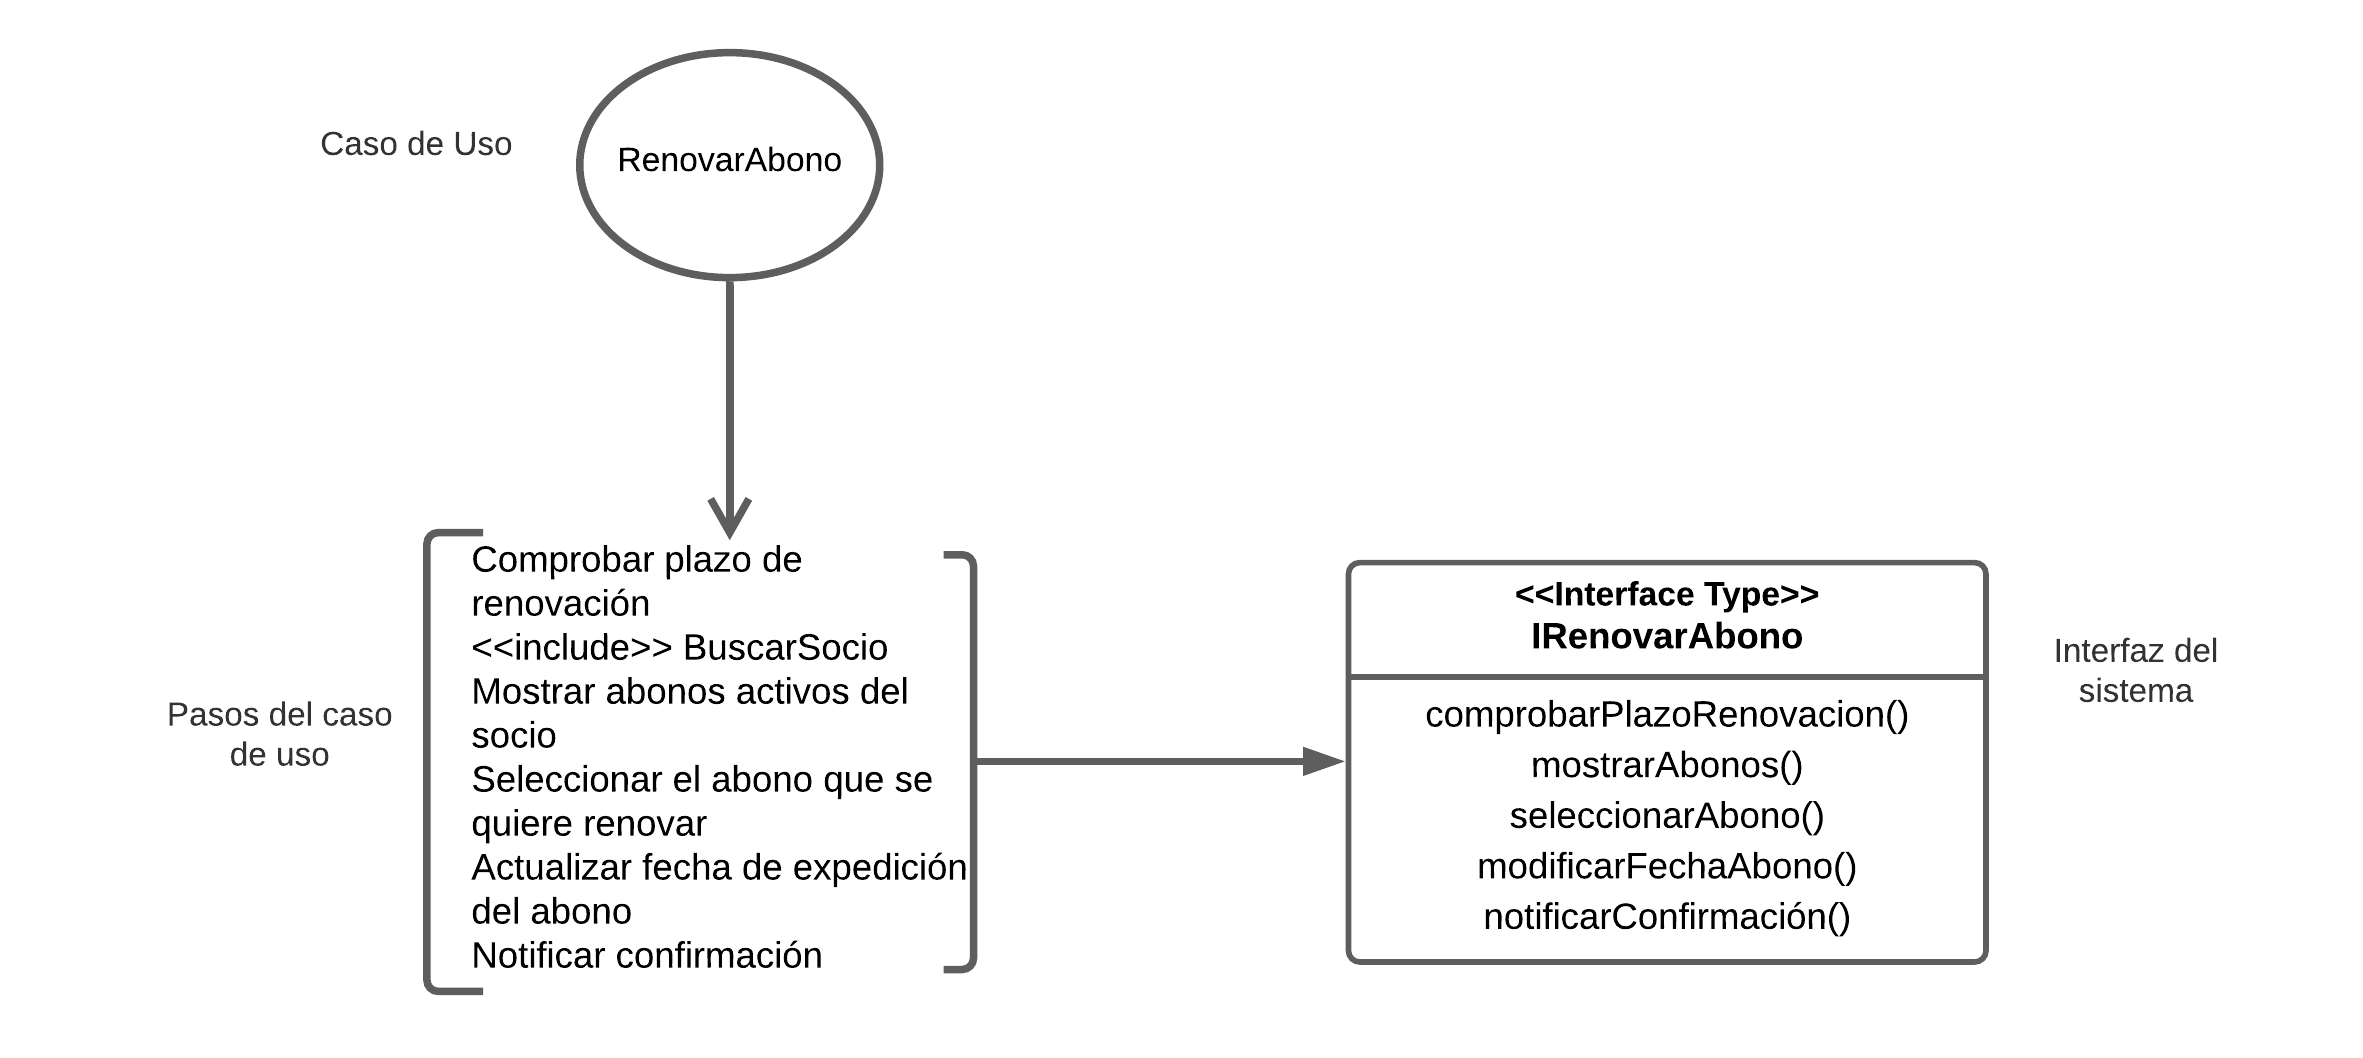 Caso de Uso
RenovarAbono
Pasos del caso
de uso
Comprobar plazo de
renovación
<<include>> BuscarSocio
Mostrar abonos activos del
socio
Seleccionar el abono que se
quiere renovar
Actualizar fecha de expedición
del abono
Notificar confirmación
<<Interface Type>>
IRenovarAbono
comprobarPlazoRenovacion()
mostrarAbonos()
seleccionarAbono()
modificarFechaAbono()
notificarConfirmación()
Interfaz del
sistema